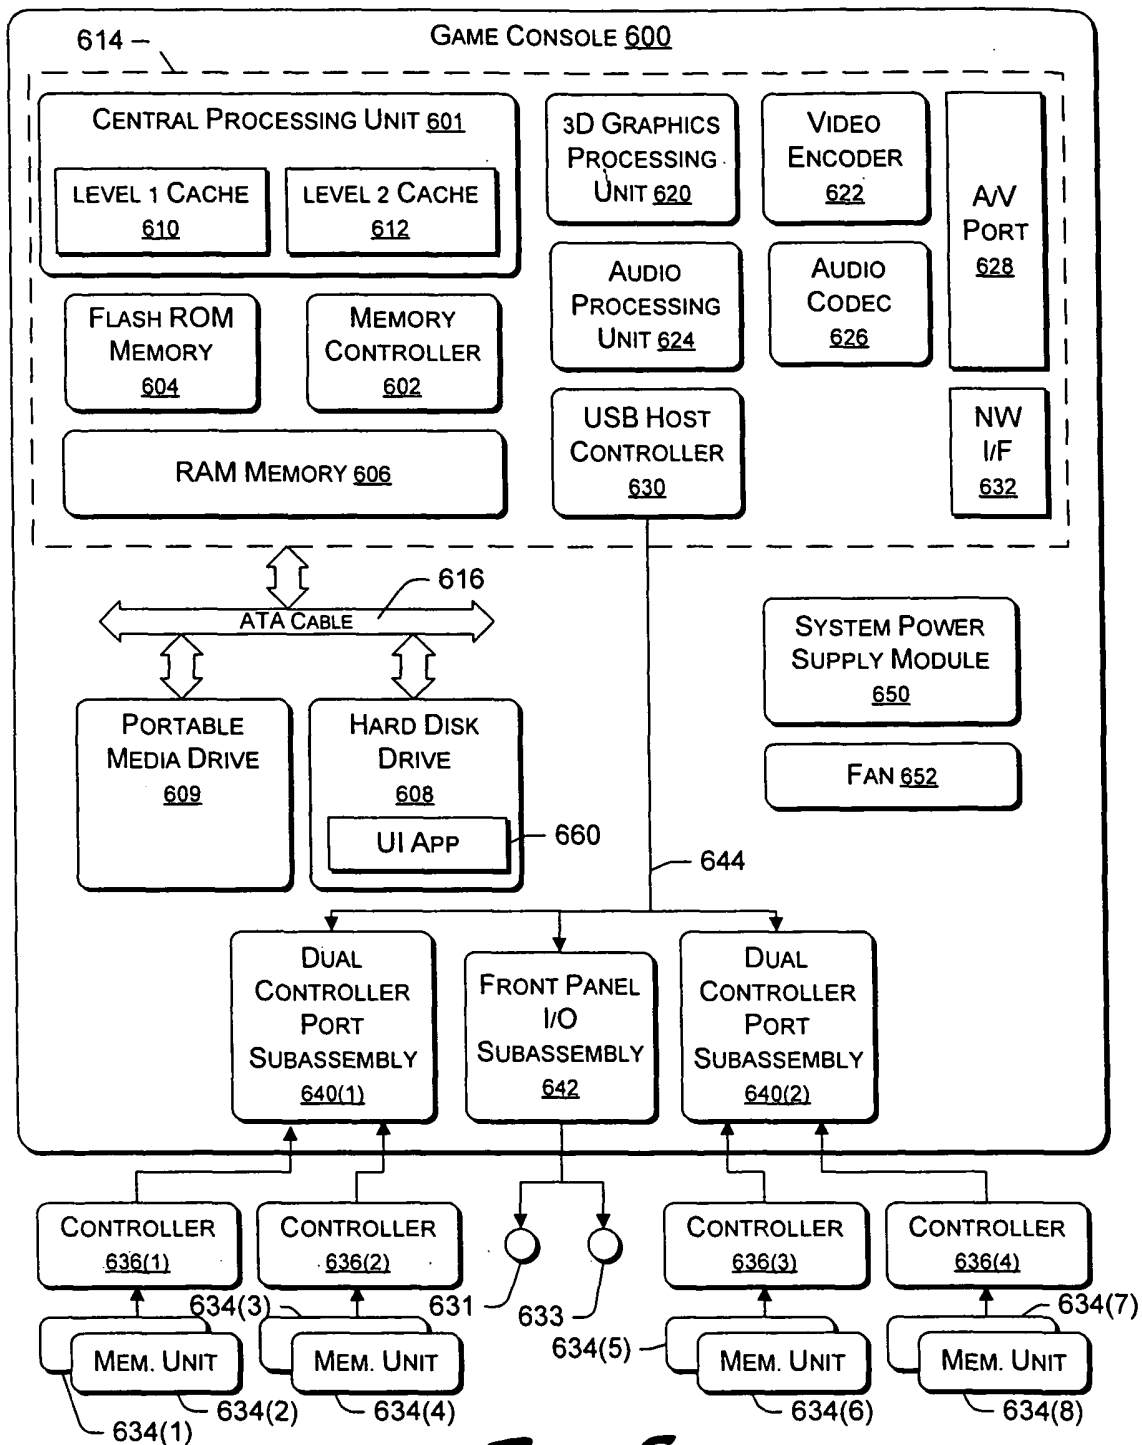 GAME CONSOLE 600
614
CENTRAL PROCESSING UNIT 601
LEVEL 1 CACHE
610
LEVEL 2 CACHE
612
3D GRAPHICS
PROCESSING
UNIT 620
VIDEO
ENCODER
622
A/V
PORT
628
FLASH ROM
MEMORY
604
MEMORY
CONTROLLER
602
AUDIO
PROCESSING
UNIT 624
AUDIO
CODEC
626
RAM MEMORY 606
USB HOST
CONTROLLER
630
NW
I/F
632
616
ATA CABLE
SYSTEM POWER
SUPPLY MODULE
650
PORTABLE
MEDIA DRIVE
609
HARD DISK
DRIVE
608
UI APP
660
FAN 652
644
DUAL
CONTROLLER
PORT
SUBASSEMBLY
640(1)
FRONT PANEL
I/O
SUBASSEMBLY
642
DUAL
CONTROLLER
PORT
SUBASSEMBLY
640(2)
CONTROLLER
636(1)
CONTROLLER
636(2)
631
633
CONTROLLER
636(3)
CONTROLLER
636(4)
634(3)
634(5)
634(7)
MEM. UNIT
MEM. UNIT
MEM. UNIT
MEM. UNIT
634(1)
634(2)
634(4)
634(6)
634(8)